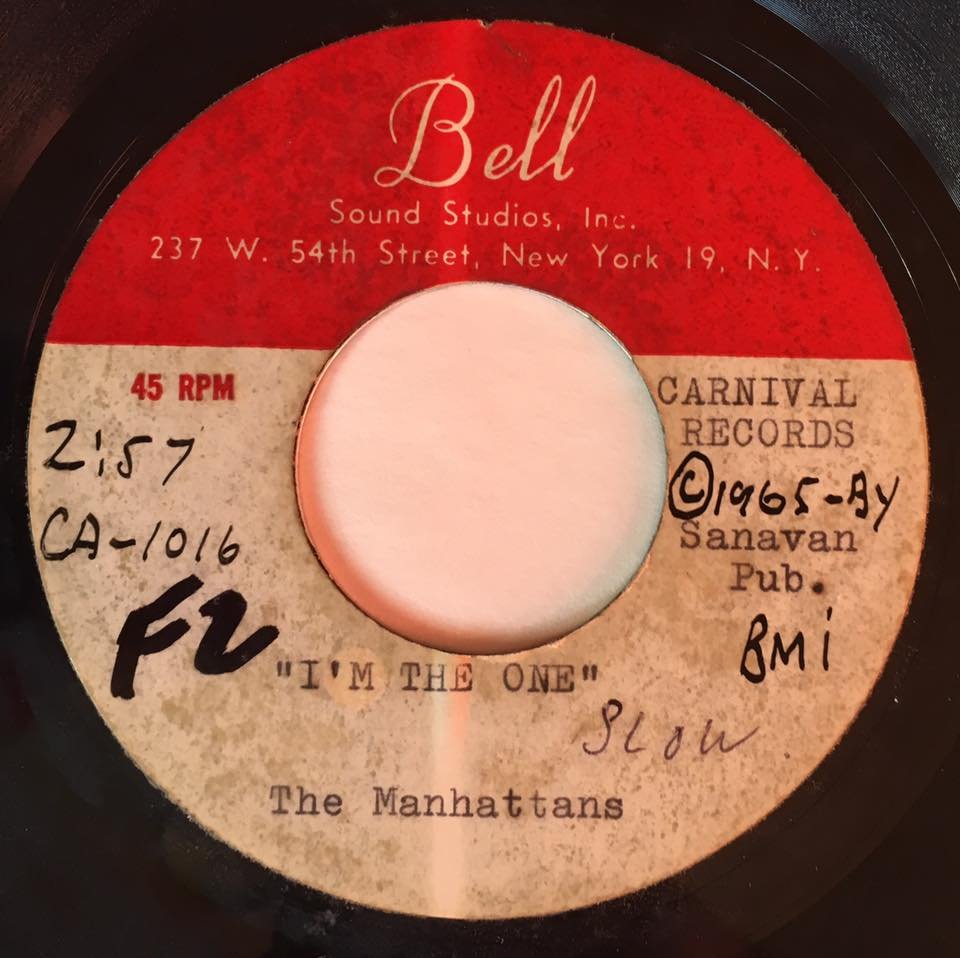 Bell
Sound Studios, Inc.
237 W. 54th Street, New York 19, N.Y.
45 RPM
2:57
CA-1016
F2
CARNIVAL
RECORDS
©1965-BY
Sanavan
Pub.
BMi
"I'M THE ONE"
SLOW
The Manhattans